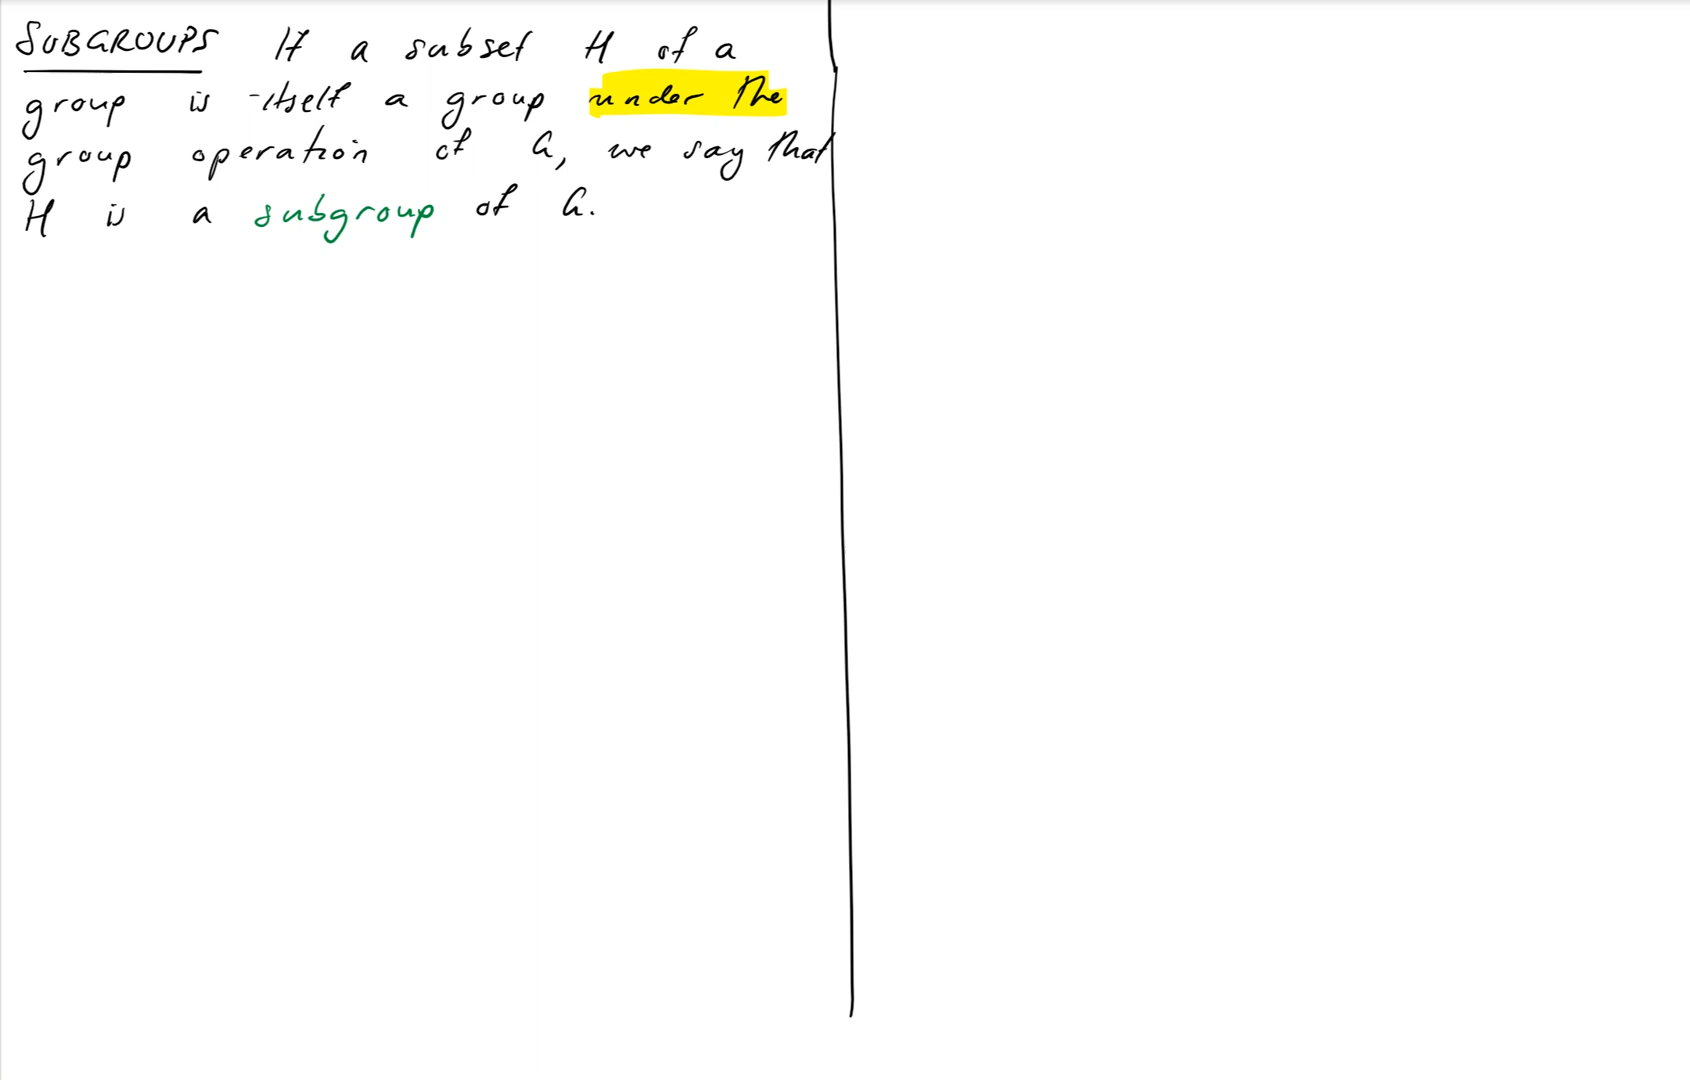 SUBGROUPS If a subset H of a
group is itself a group under the
group operation of G, we say that
H is a subgroup of G.